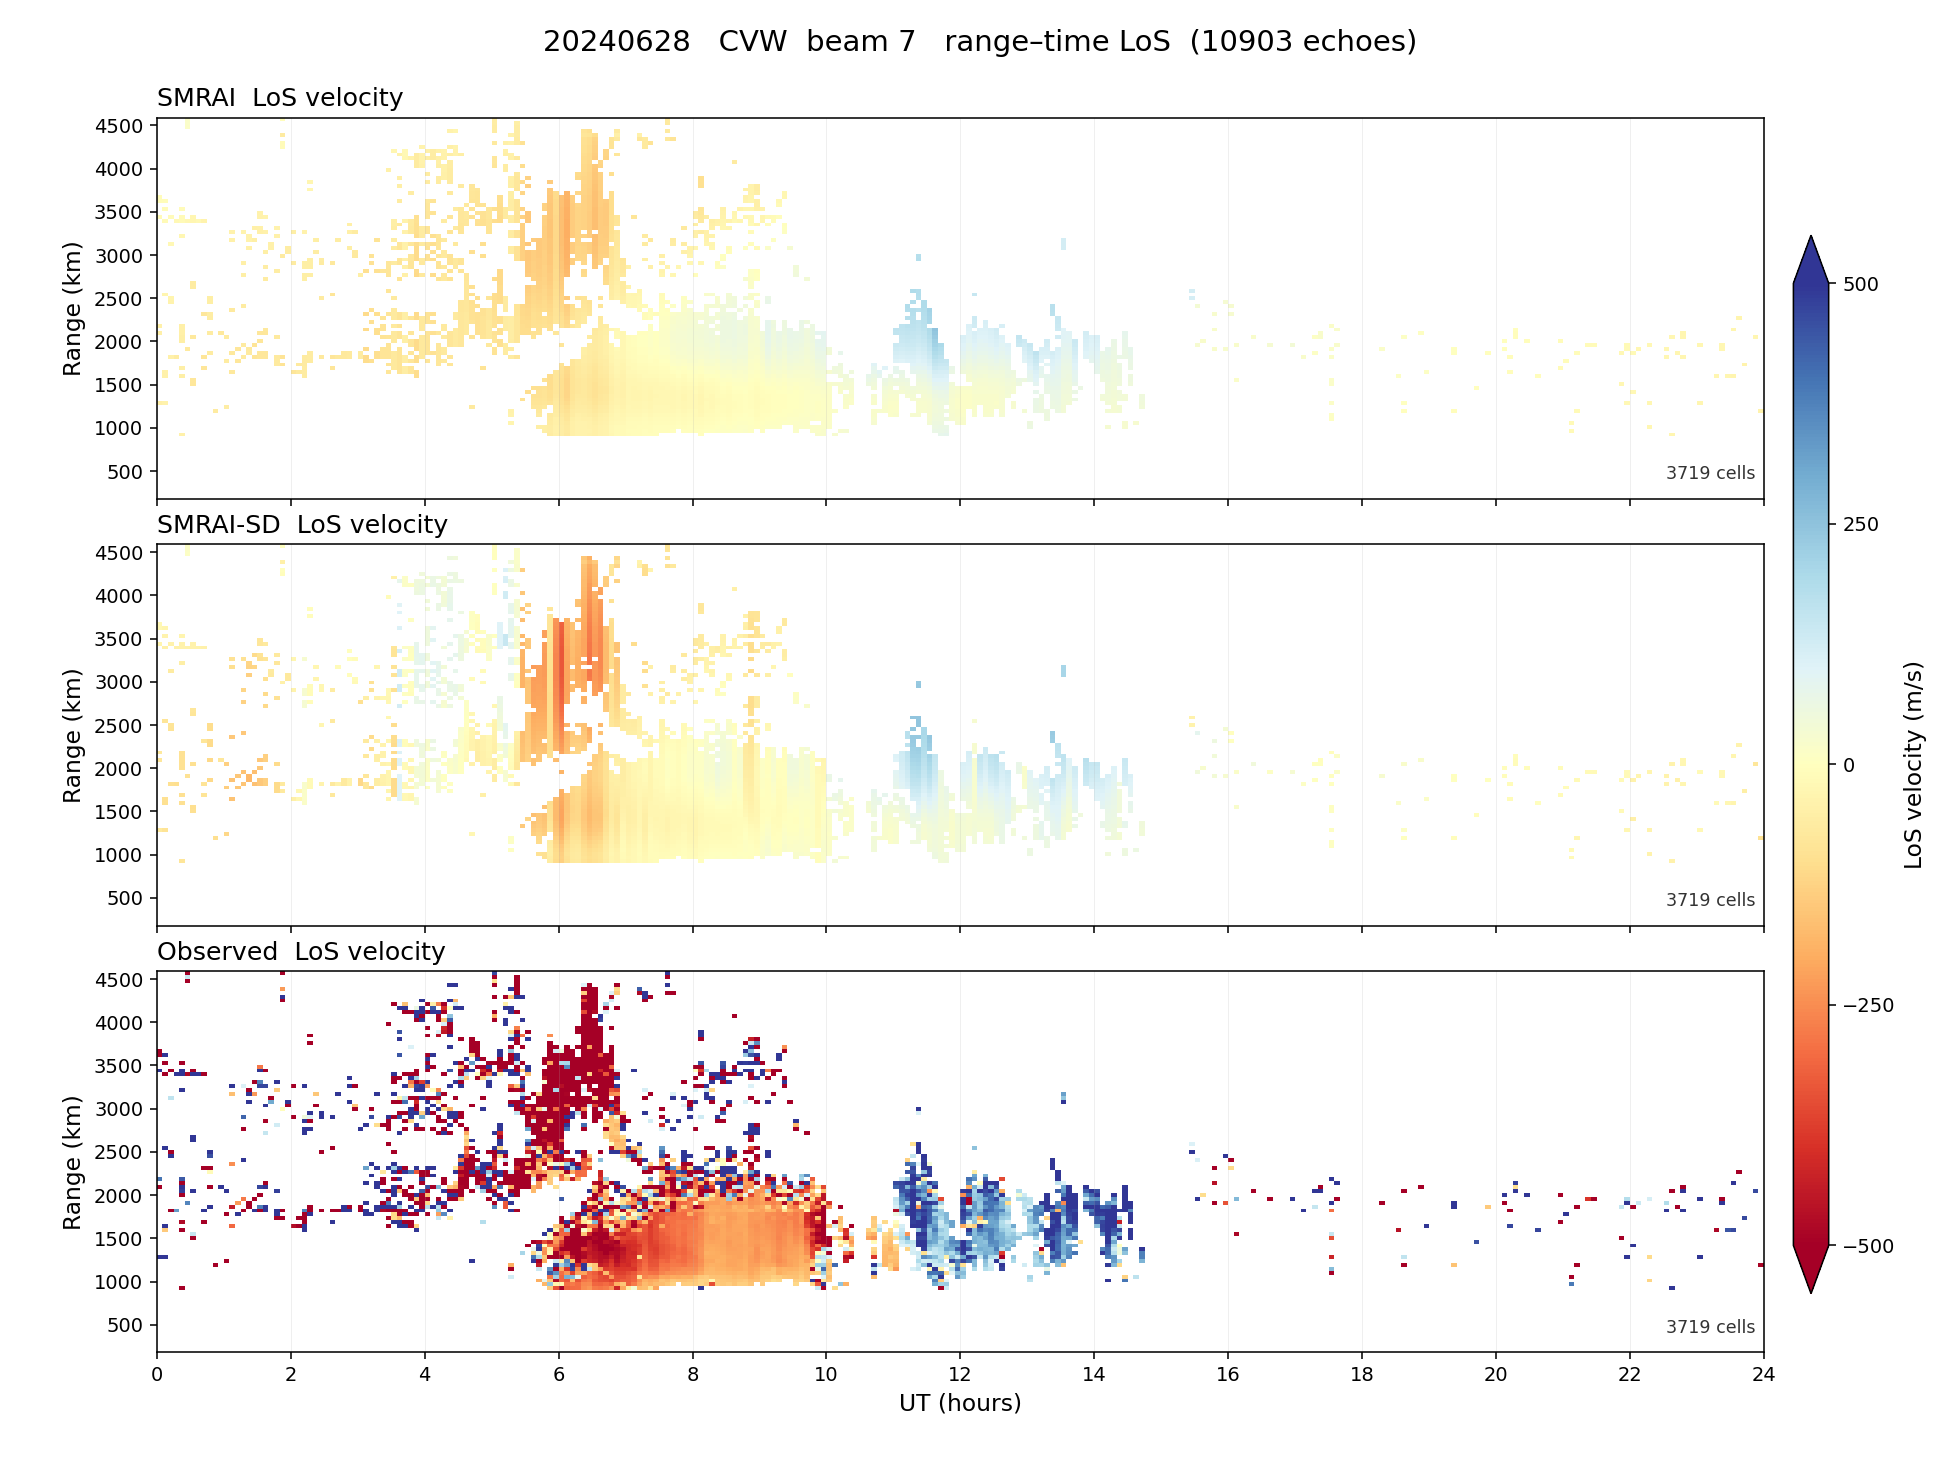 20240628   CVW  beam 7   range–time LoS  (10903 echoes)
SMRAI  LoS velocity
4500
4000
3500
3000
2500
2000
1500
1000
500
Range (km)
3719 cells
SMRAI-SD  LoS velocity
4500
4000
3500
3000
2500
2000
1500
1000
500
Range (km)
3719 cells
Observed  LoS velocity
4500
4000
3500
3000
2500
2000
1500
1000
500
Range (km)
3719 cells
0 2 4 6 8 10 12 14 16 18 20 22 24
UT (hours)
500
250
0
−250
−500
LoS velocity (m/s)